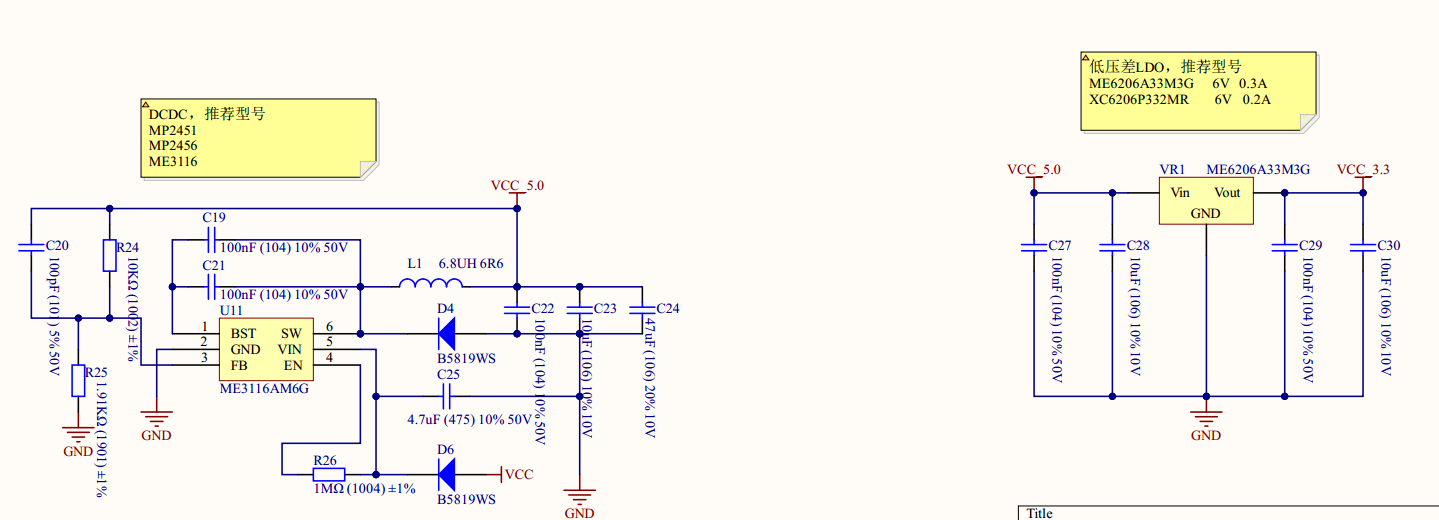 DCDC，推荐型号
MP2451
MP2456
ME3116
低压差LDO，推荐型号
ME6206A33M3G 6V 0.3A
XC6206P332MR 6V 0.2A
VCC_5.0
C19
100nF (104) 10% 50V
C20
100pF (101) 5% 50V
R24
10KΩ (1002) ±1%
C21
100nF (104) 10% 50V
L1 6.8UH 6R6
U11
1 BST SW 6
2 GND VIN 5
3 FB EN 4
ME3116AM6G
D4
B5819WS
C22
100nF (104) 10% 50V
C23
10uF (106) 10% 10V
C24
47uF (106) 20% 10V
R25
1.91KΩ (1901) ±1%
GND
GND
C25
4.7uF (475) 10% 50V
R26
1MΩ (1004) ±1%
D6
B5819WS
VCC
GND
VCC_5.0
VR1 ME6206A33M3G
VCC_3.3
Vin Vout
GND
C27
100nF (104) 10% 50V
C28
10uF (106) 10% 10V
C29
100nF (104) 10% 50V
C30
10uF (106) 10% 10V
GND
Title